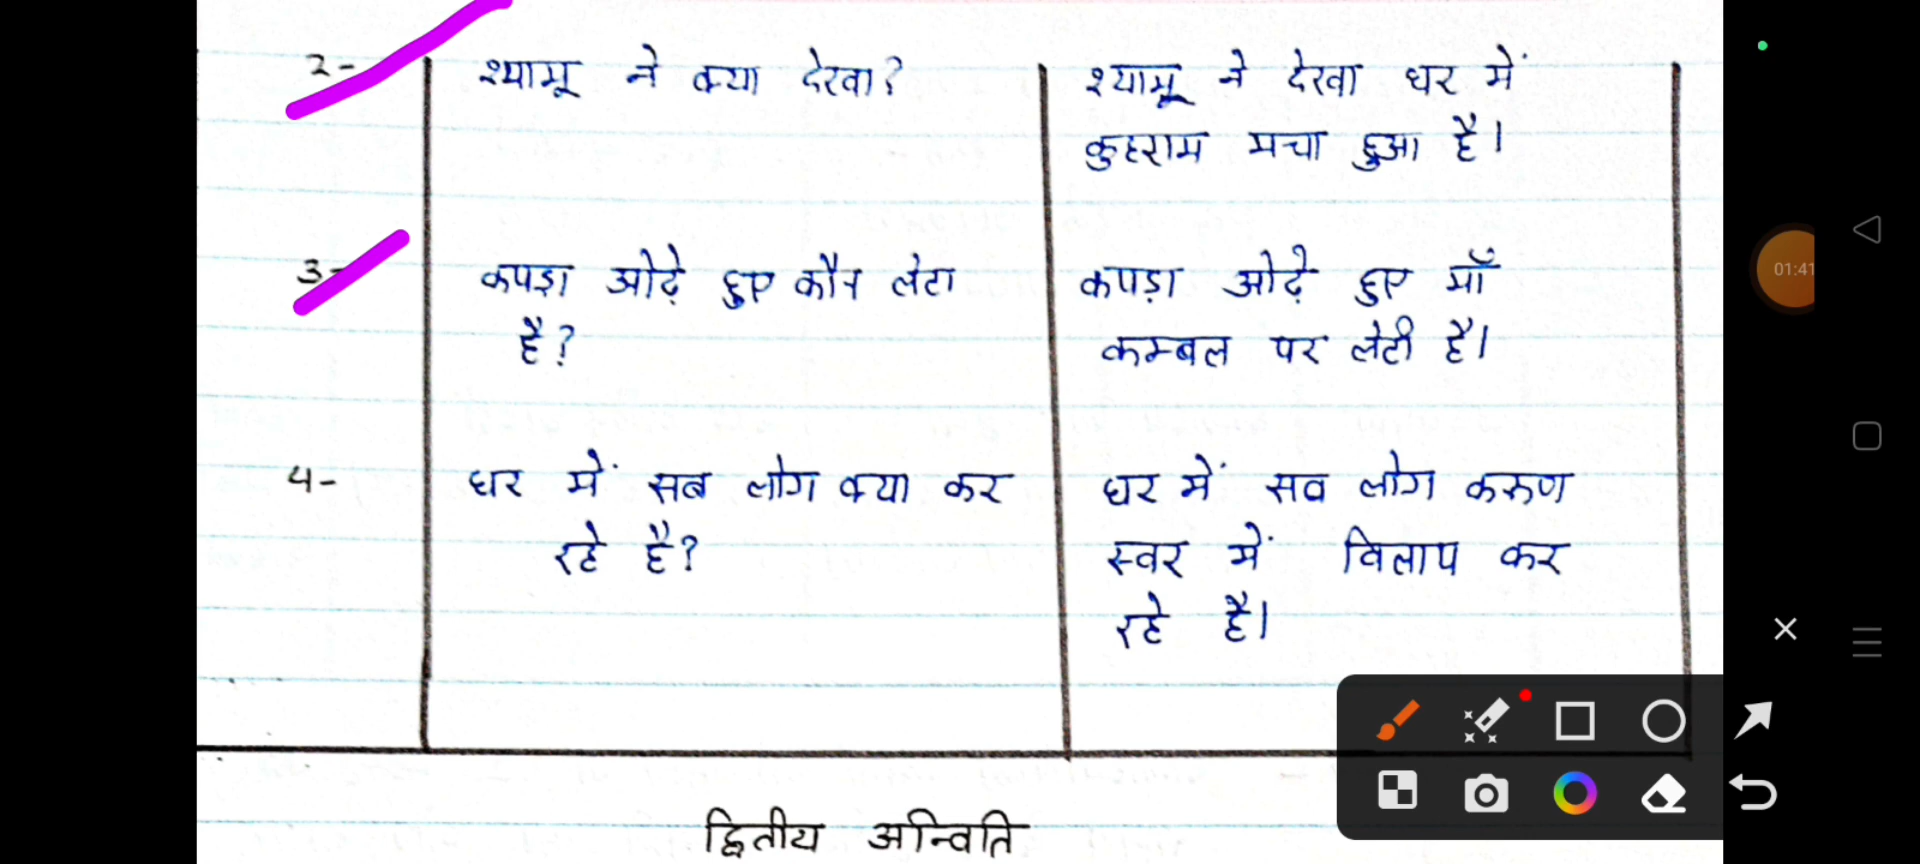 2- श्यामू ने क्या देखा? श्यामू ने देखा घर में
कुहराम मचा हुआ है।
3- कपड़ा ओढ़े हुए कौन लेटा कपड़ा ओढ़े हुए माँ
है? कम्बल पर लेटी है।
4- घर में सब लोग क्या कर घर में सव लोग करुण
रहे है? स्वर में विलाप कर
रहे है।
द्वितीय अन्विति
01:41